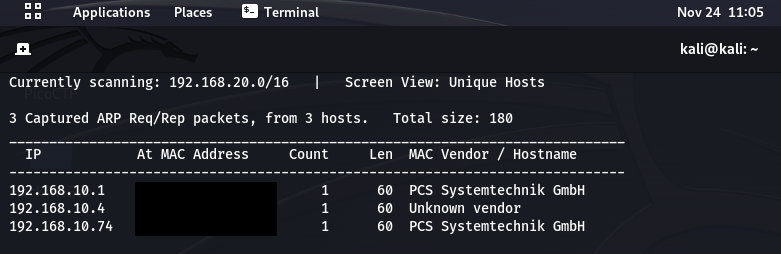 Applications Places Terminal Nov 24 11:05
kali@kali: ~
Currently scanning: 192.168.20.0/16 | Screen View: Unique Hosts
3 Captured ARP Req/Rep packets, from 3 hosts. Total size: 180
_____________________________________________________________________________
IP At MAC Address Count Len MAC Vendor / Hostname
-----------------------------------------------------------------------------
192.168.10.1 1 60 PCS Systemtechnik GmbH
192.168.10.4 1 60 Unknown vendor
192.168.10.74 1 60 PCS Systemtechnik GmbH